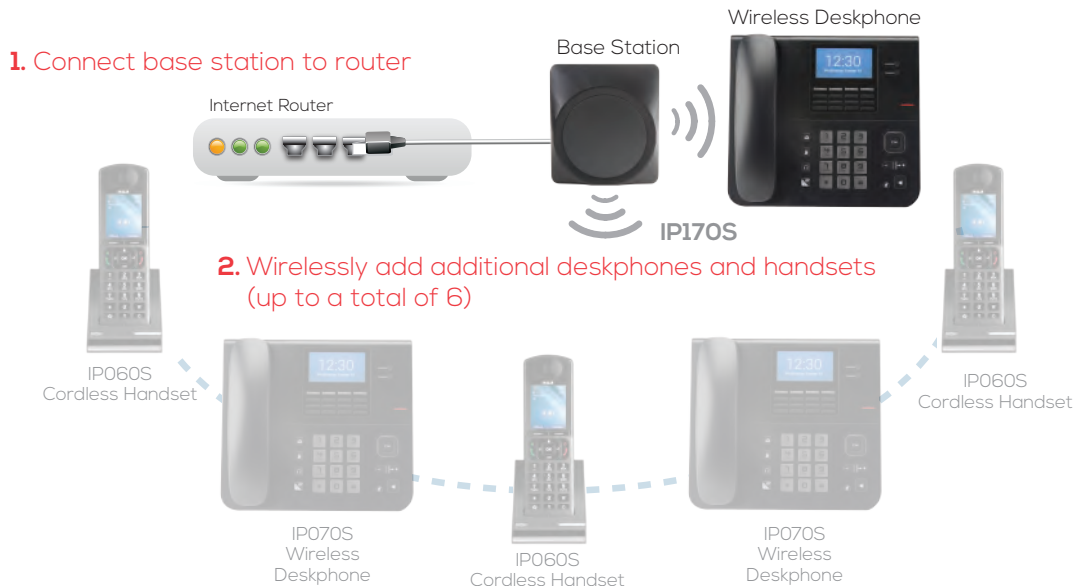 Wireless Deskphone
Base Station
1. Connect base station to router
Internet Router
12:30
IP170S
2. Wirelessly add additional deskphones and handsets
(up to a total of 6)
IP060S
Cordless Handset
12:30
IP070S
Wireless
Deskphone
IP060S
Cordless Handset
12:30
IP070S
Wireless
Deskphone
IP060S
Cordless Handset